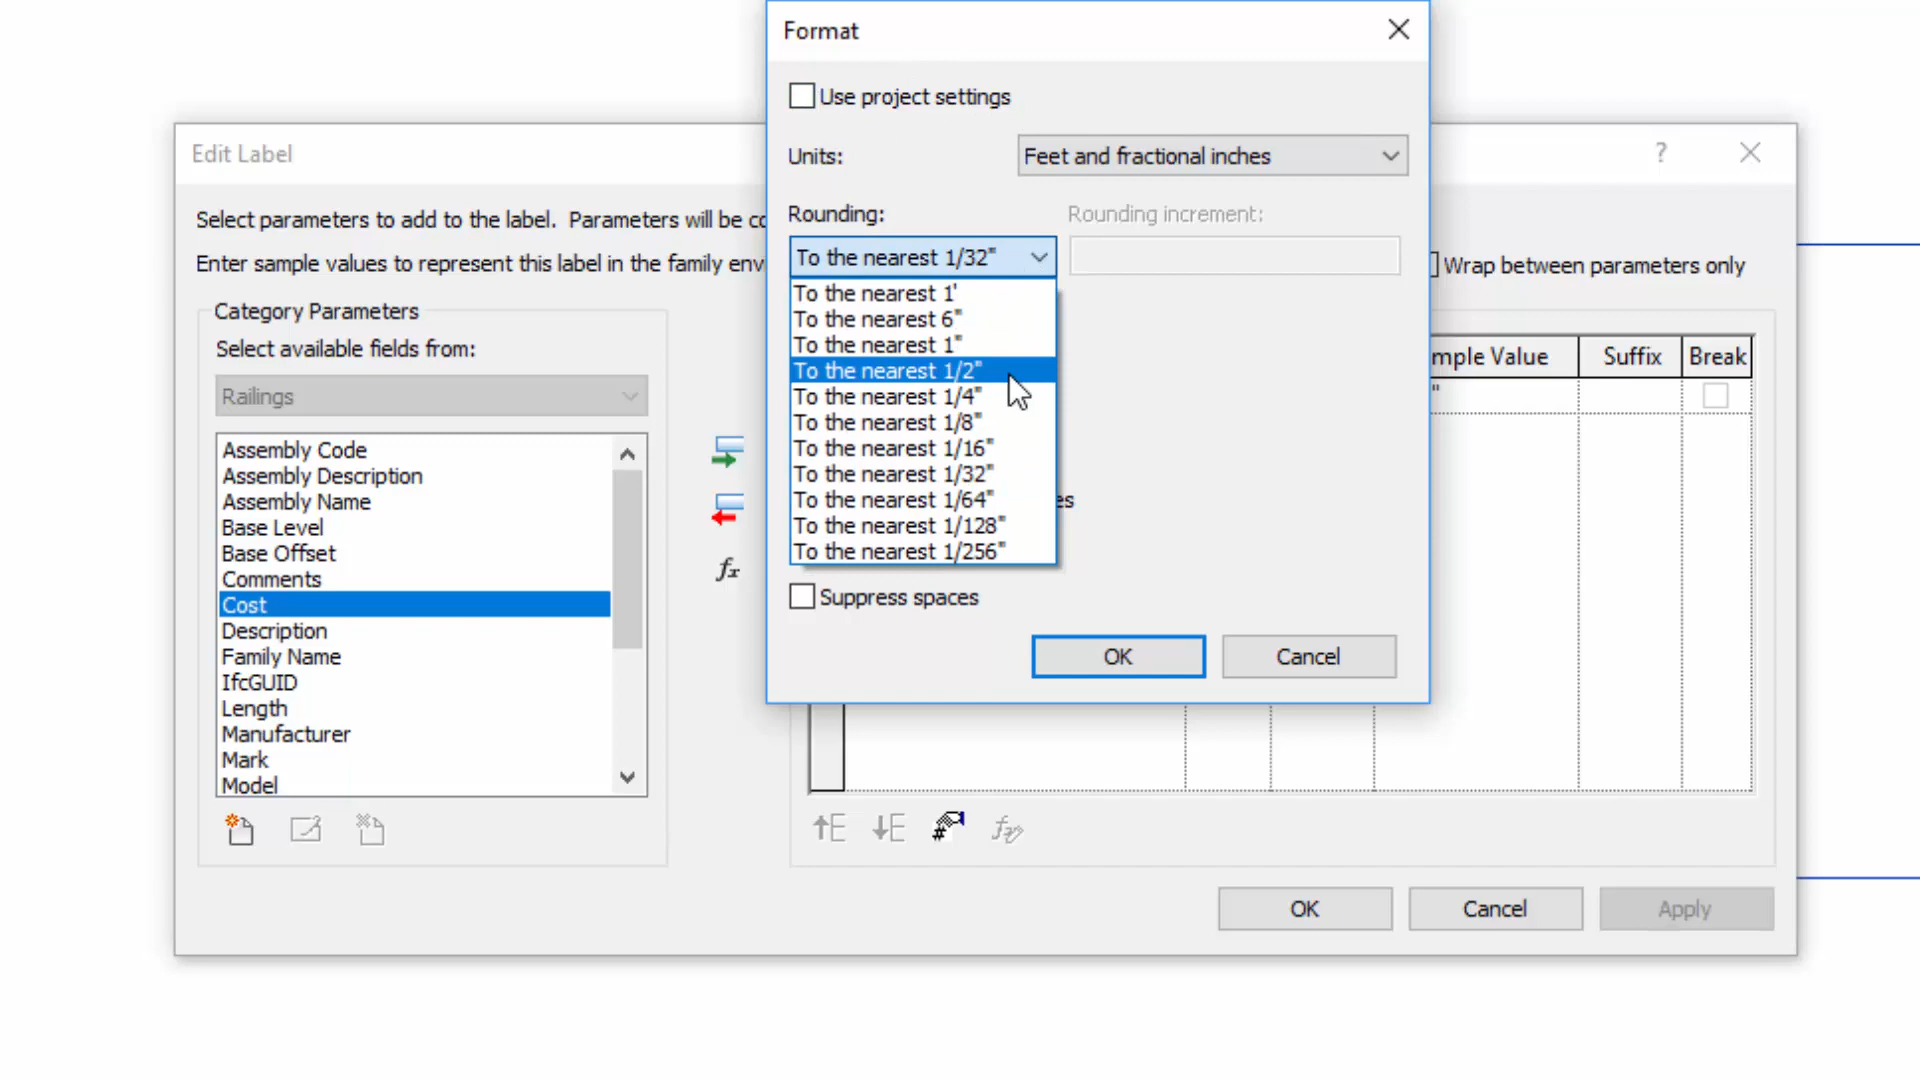 Format
Use project settings
Units:
Feet and fractional inches
Rounding:
Rounding increment:
To the nearest 1/32"
To the nearest 1'
To the nearest 6"
To the nearest 1"
To the nearest 1/2"
To the nearest 1/4"
To the nearest 1/8"
To the nearest 1/16"
To the nearest 1/32"
To the nearest 1/64"
To the nearest 1/128"
To the nearest 1/256"
Suppress spaces
OK
Cancel
Edit Label
?
Select parameters to add to the label. Parameters will be
Enter sample values to represent this label in the family
Wrap between parameters only
Category Parameters
Select available fields from:
Railings
Assembly Code
Assembly Description
Assembly Name
Base Level
Base Offset
Comments
Cost
Description
Family Name
IfcGUID
Length
Manufacturer
Mark
Model
fx
Value
Suffix
Break
"
OK
Cancel
Apply